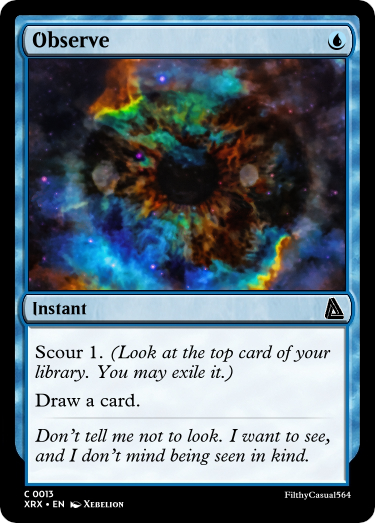 Observe
Instant
Scour 1. (Look at the top card of your
library. You may exile it.)
Draw a card.
Don't tell me not to look. I want to see,
and I don't mind being seen in kind.
C 0013
XRX • EN Xebelion
FilthyCasual564